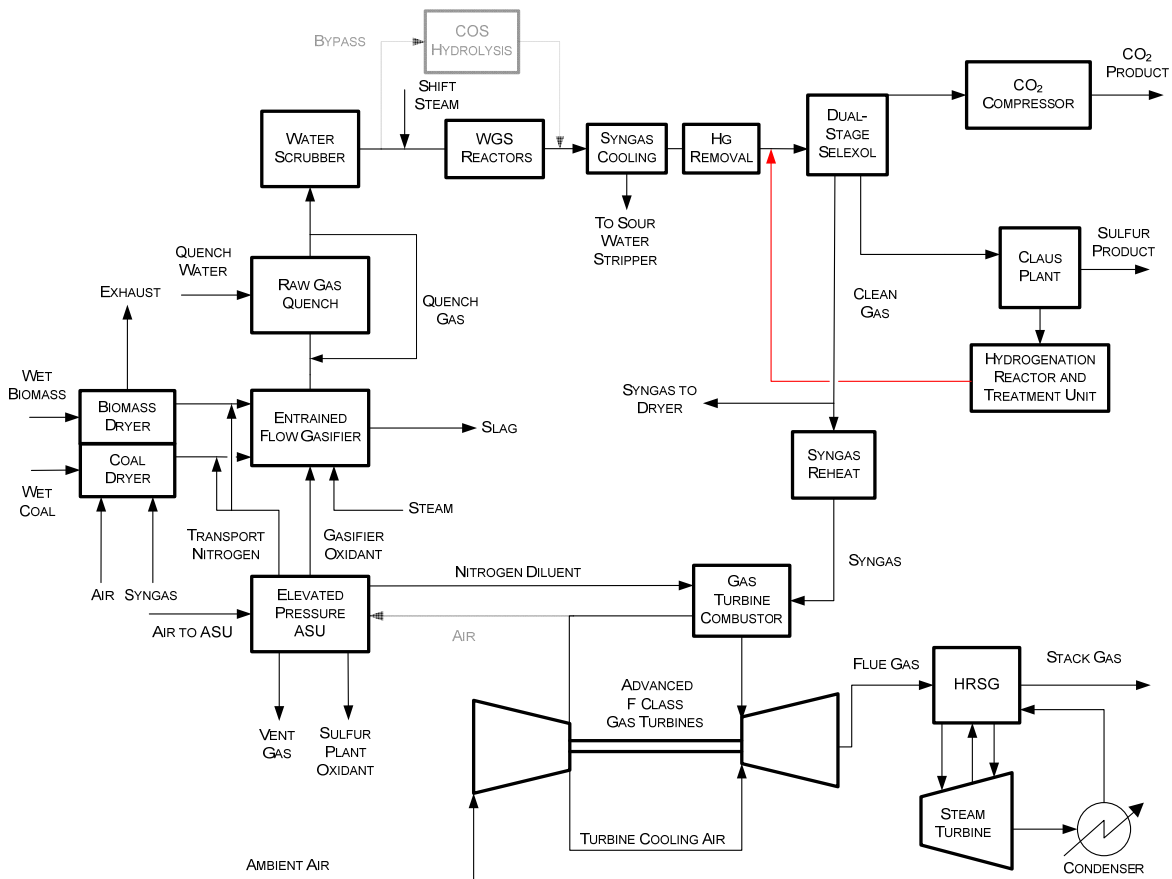 COS
HYDROLYSIS
BYPASS
CO₂
PRODUCT
CO₂
COMPRESSOR
SHIFT
STEAM
WATER
SCRUBBER
WGS
REACTORS
SYNGAS
COOLING
HG
REMOVAL
DUAL-
STAGE
SELEXOL
TO SOUR
WATER
STRIPPER
SULFUR
PRODUCT
CLAUS
PLANT
QUENCH
WATER
RAW GAS
QUENCH
QUENCH
GAS
EXHAUST
CLEAN
GAS
HYDROGENATION
REACTOR AND
TREATMENT UNIT
WET
BIOMASS
BIOMASS
DRYER
ENTRAINED
FLOW GASIFIER
SLAG
SYNGAS TO
DRYER
COAL
DRYER
WET
COAL
SYNGAS
REHEAT
STEAM
TRANSPORT
NITROGEN
GASIFIER
OXIDANT
SYNGAS
NITROGEN DILUENT
GAS
TURBINE
COMBUSTOR
AIR
SYNGAS
ELEVATED
PRESSURE
ASU
AIR TO ASU
AIR
FLUE GAS
HRSG
STACK GAS
ADVANCED
F CLASS
GAS TURBINES
VENT
GAS
SULFUR
PLANT
OXIDANT
STEAM
TURBINE
TURBINE COOLING AIR
CONDENSER
AMBIENT AIR